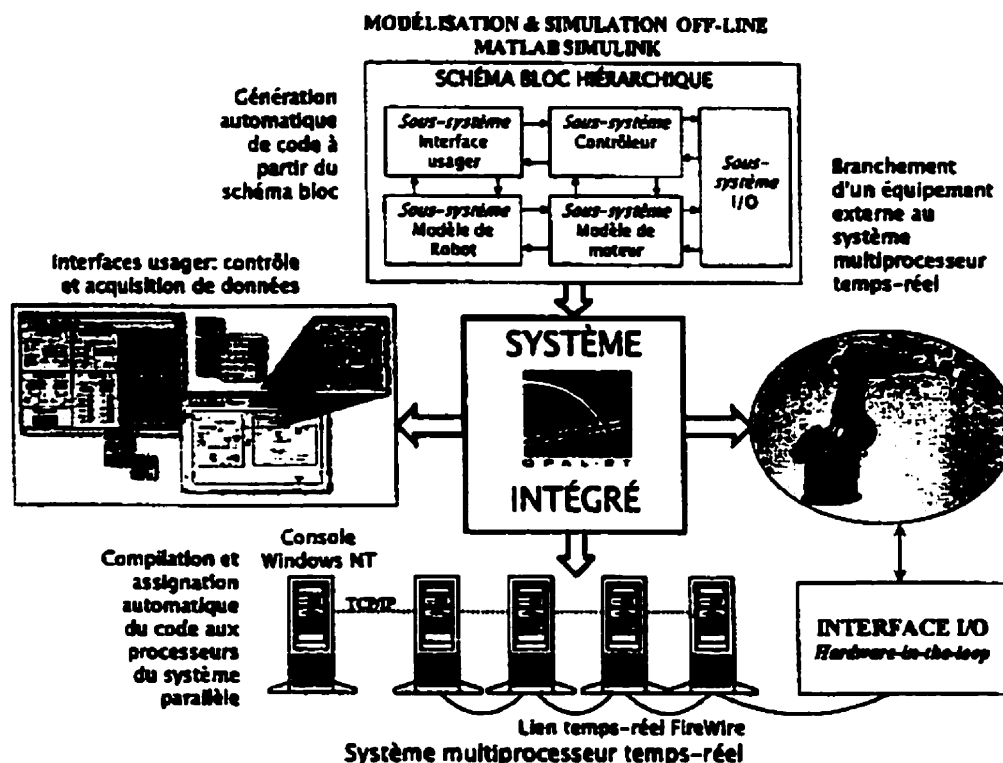 MODÉLISATION & SIMULATION OFF-LINE
MATLAB SIMULINK
SCHÉMA BLOC HIÉRARCHIQUE
Génération
automatique
de code à
partir du
schéma bloc
Sous-système
Interface
usager
Sous-système
Contrôleur
Sous-
système
I/O
Sous-système
Modèle de
Robot
Sous-système
Modèle de
moteur
Branchement
d'un équipement
externe au
système
multiprocesseur
temps-réel
Interfaces usager: contrôle
et acquisition de données
SYSTÈME
OPAL-RT
INTÉGRÉ
Console
Windows NT
Compilation et
assignation
automatique
du code aux
processeurs
du système
parallèle
TCP/IP
INTERFACE I/O
Hardware-in-the-loop
Lien temps-réel FireWire
Système multiprocesseur temps-réel